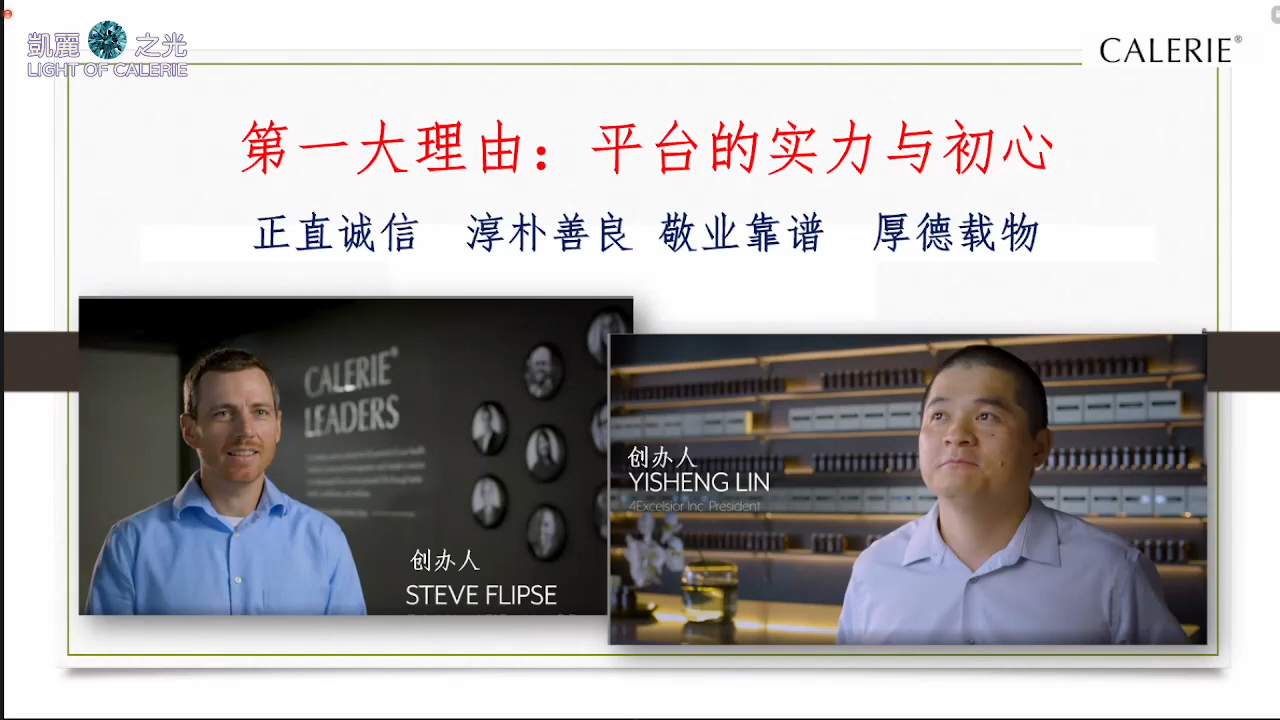 凱麗之光
LIGHT OF CALERIE
CALERIE®
第一大理由：平台的实力与初心
正直诚信 淳朴善良 敬业靠谱 厚德载物
CALERIE®
LEADERS
创办人
STEVE FLIPSE
创办人
YISHENG LIN
4Excelsior Inc. President